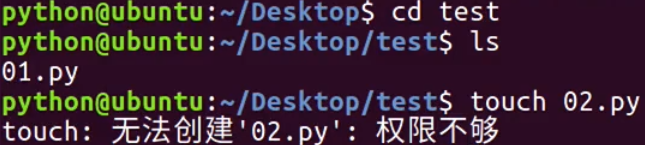 python@ubuntu:~/Desktop$ cd test
python@ubuntu:~/Desktop/test$ ls
01.py
python@ubuntu:~/Desktop/test$ touch 02.py
touch: 无法创建'02.py': 权限不够